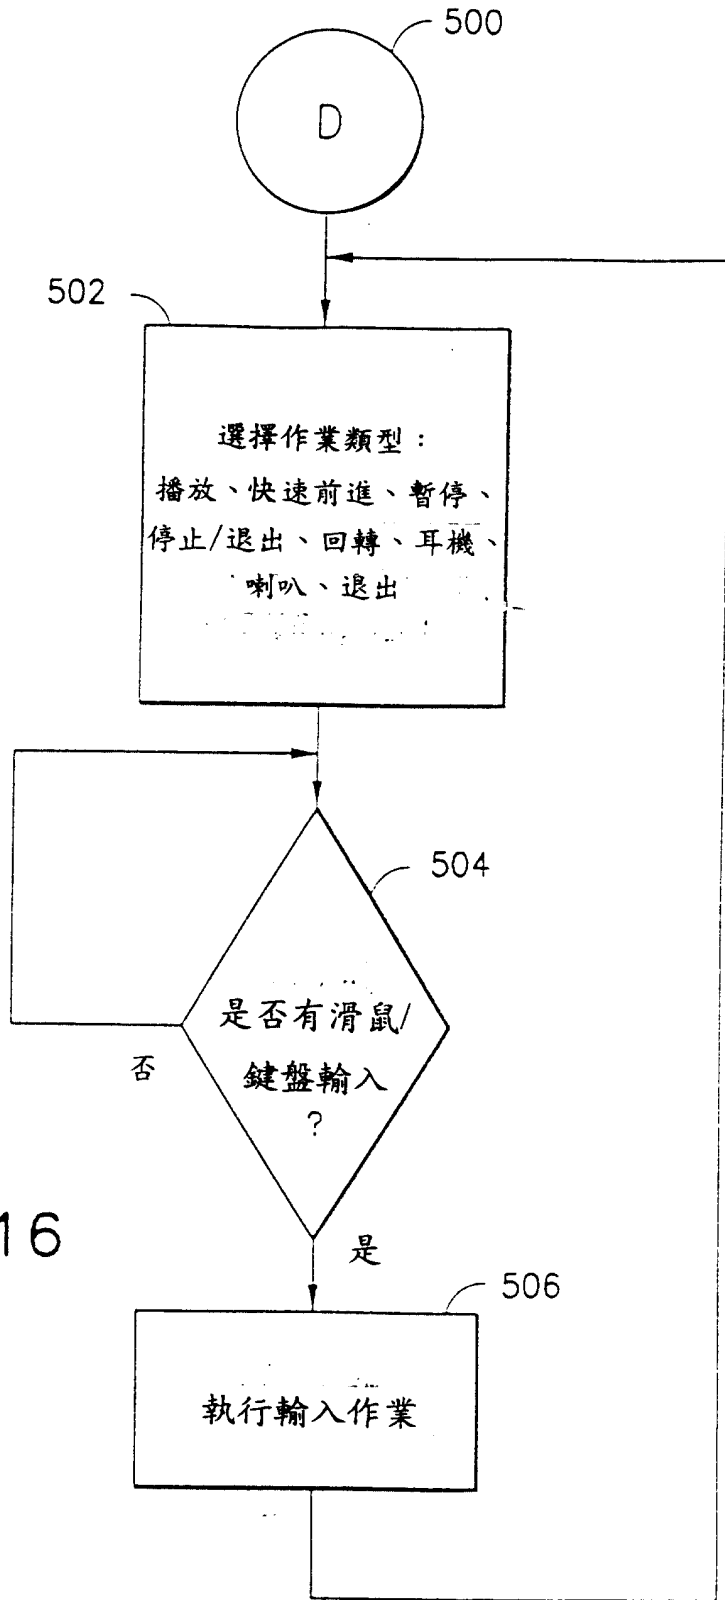 500
D
502
選擇作業類型：
播放、快速前進、暫停、
停止/退出、回轉、耳機、
喇叭、退出
504
是否有滑鼠/
鍵盤輸入
?
否
16
是
506
執行輸入作業